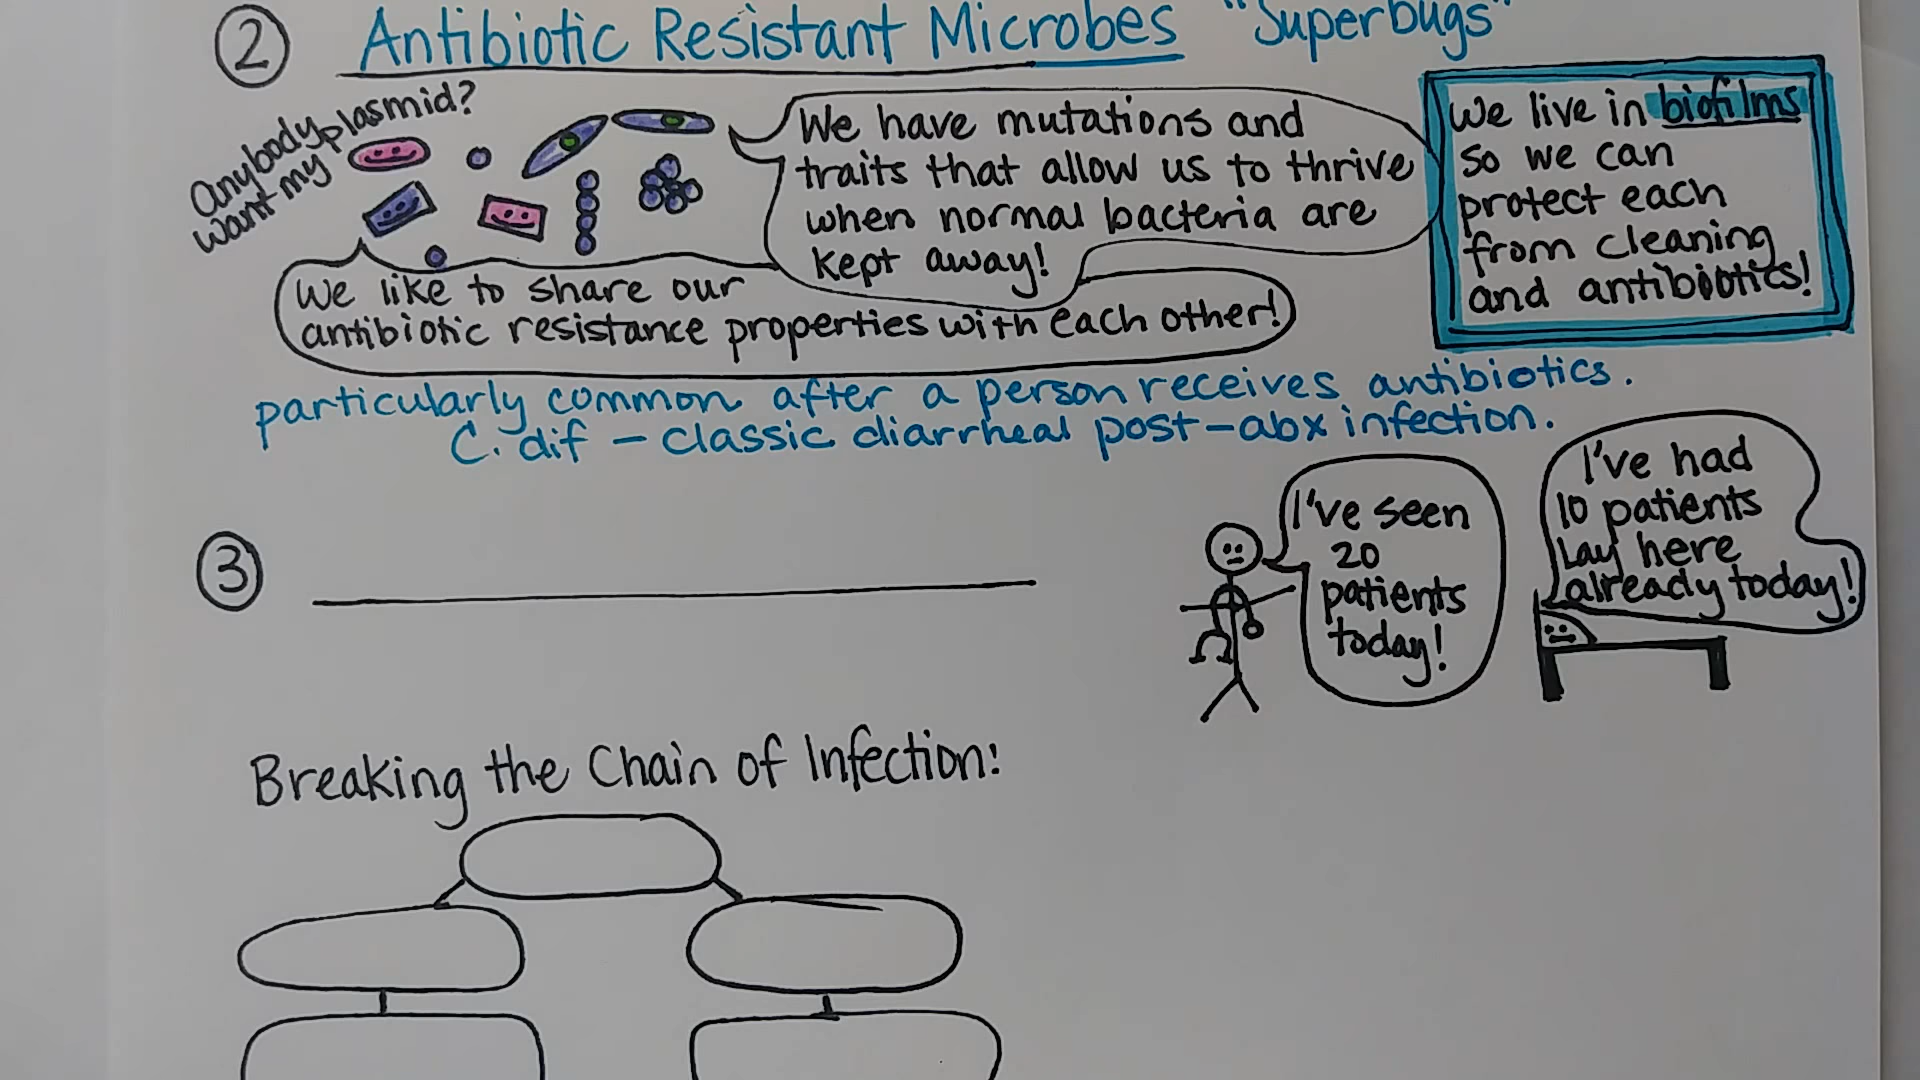 ② Antibiotic Resistant Microbes "Superbugs"
Anybody
want my plasmid?
We have mutations and
traits that allow us to thrive
when normal bacteria are
kept away!
We live in biofilms
so we can
protect each
from cleaning
and antibiotics!
We like to share our
antibiotic resistance properties with each other!
particularly common after a person receives antibiotics.
C. dif - classic diarrheal post-abx infection.
③
I've seen
20
patients
today!
I've had
10 patients
lay here
already today!
Breaking the Chain of Infection: